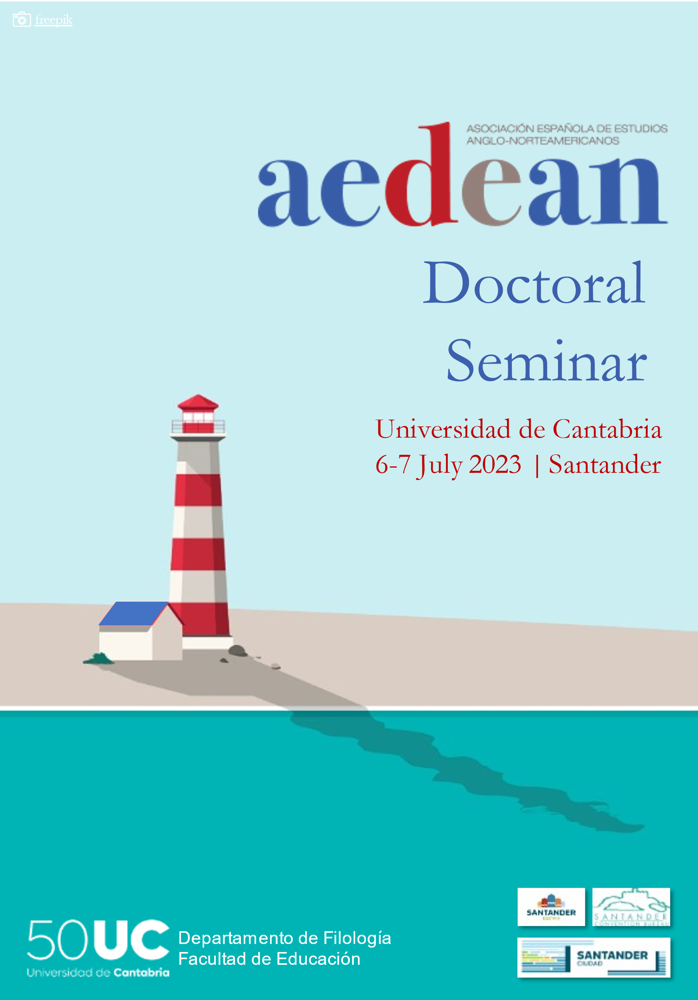 freepik
ASOCIACIÓN ESPAÑOLA DE ESTUDIOS
ANGLO-NORTEAMERICANOS
aedean
Doctoral
Seminar
Universidad de Cantabria
6-7 July 2023 | Santander
SANTANDER
SANTANDER
CONVENTION BUREAU
50UC
Universidad de Cantabria
Departamento de Filología
Facultad de Educación
SANTANDER
CIUDAD